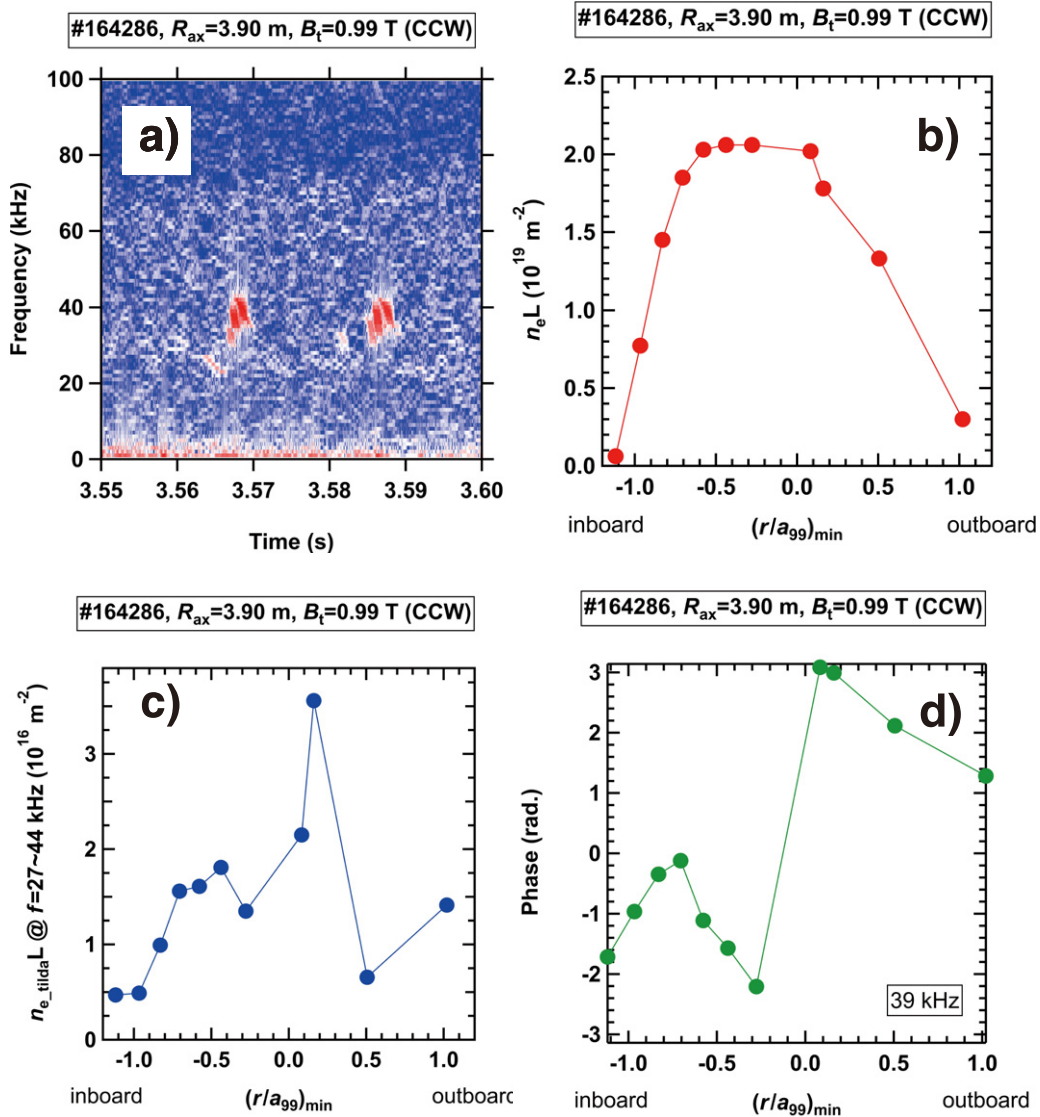 #164286, Rax=3.90 m, Bt=0.99 T (CCW)
a)
100
80
60
40
20
0
Frequency (kHz)
3.55 3.56 3.57 3.58 3.59 3.60
Time (s)
#164286, Rax=3.90 m, Bt=0.99 T (CCW)
b)
2.5
2.0
1.5
1.0
0.5
0.0
neL (10^19 m^-2)
-1.0 -0.5 0.0 0.5 1.0
inboard (r/a99)min outboard
#164286, Rax=3.90 m, Bt=0.99 T (CCW)
c)
3
2
1
0
ne_tildaL @ f=27~44 kHz (10^16 m^-2)
-1.0 -0.5 0.0 0.5 1.0
inboard (r/a99)min outboard
#164286, Rax=3.90 m, Bt=0.99 T (CCW)
d)
3
2
1
0
-1
-2
-3
Phase (rad.)
39 kHz
-1.0 -0.5 0.0 0.5 1.0
inboard (r/a99)min outboard